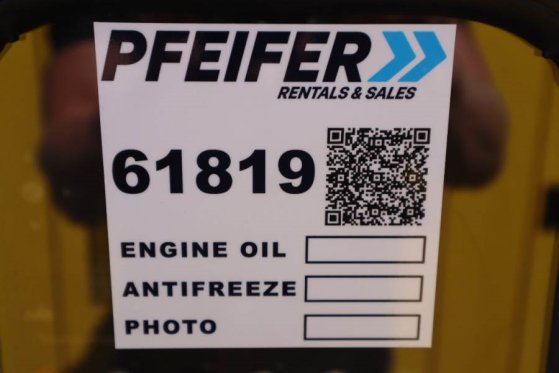 PFEIFER
RENTALS & SALES
61819
ENGINE OIL
ANTIFREEZE
PHOTO